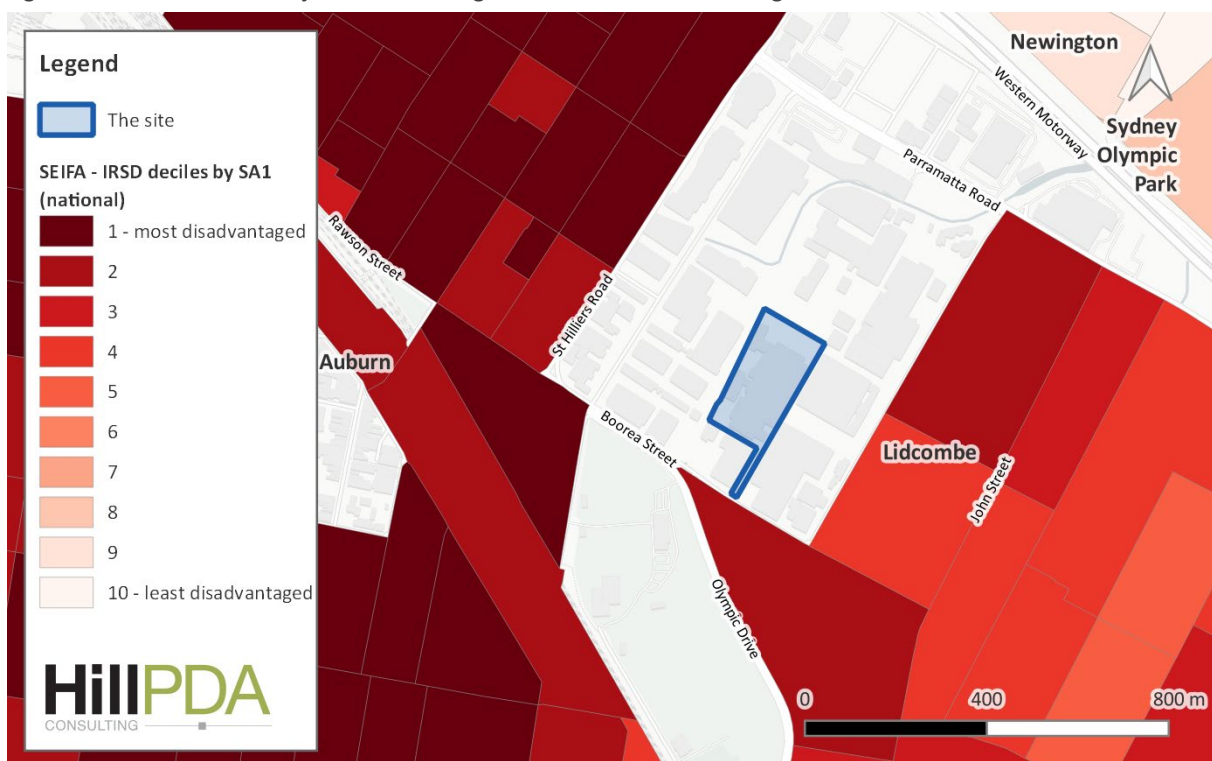 Legend
The site
SEIFA - IRSD deciles by SA1
(national)
1 - most disadvantaged
2
3
4
5
6
7
8
9
10 - least disadvantaged
HillPDA
CONSULTING
Newington
Western Motorway
Sydney
Olympic
Park
Parramatta Road
Rawson Street
St Hilliers Road
Auburn
Boorea Street
Lidcombe
John Street
Olympic Drive
0 400 800 m